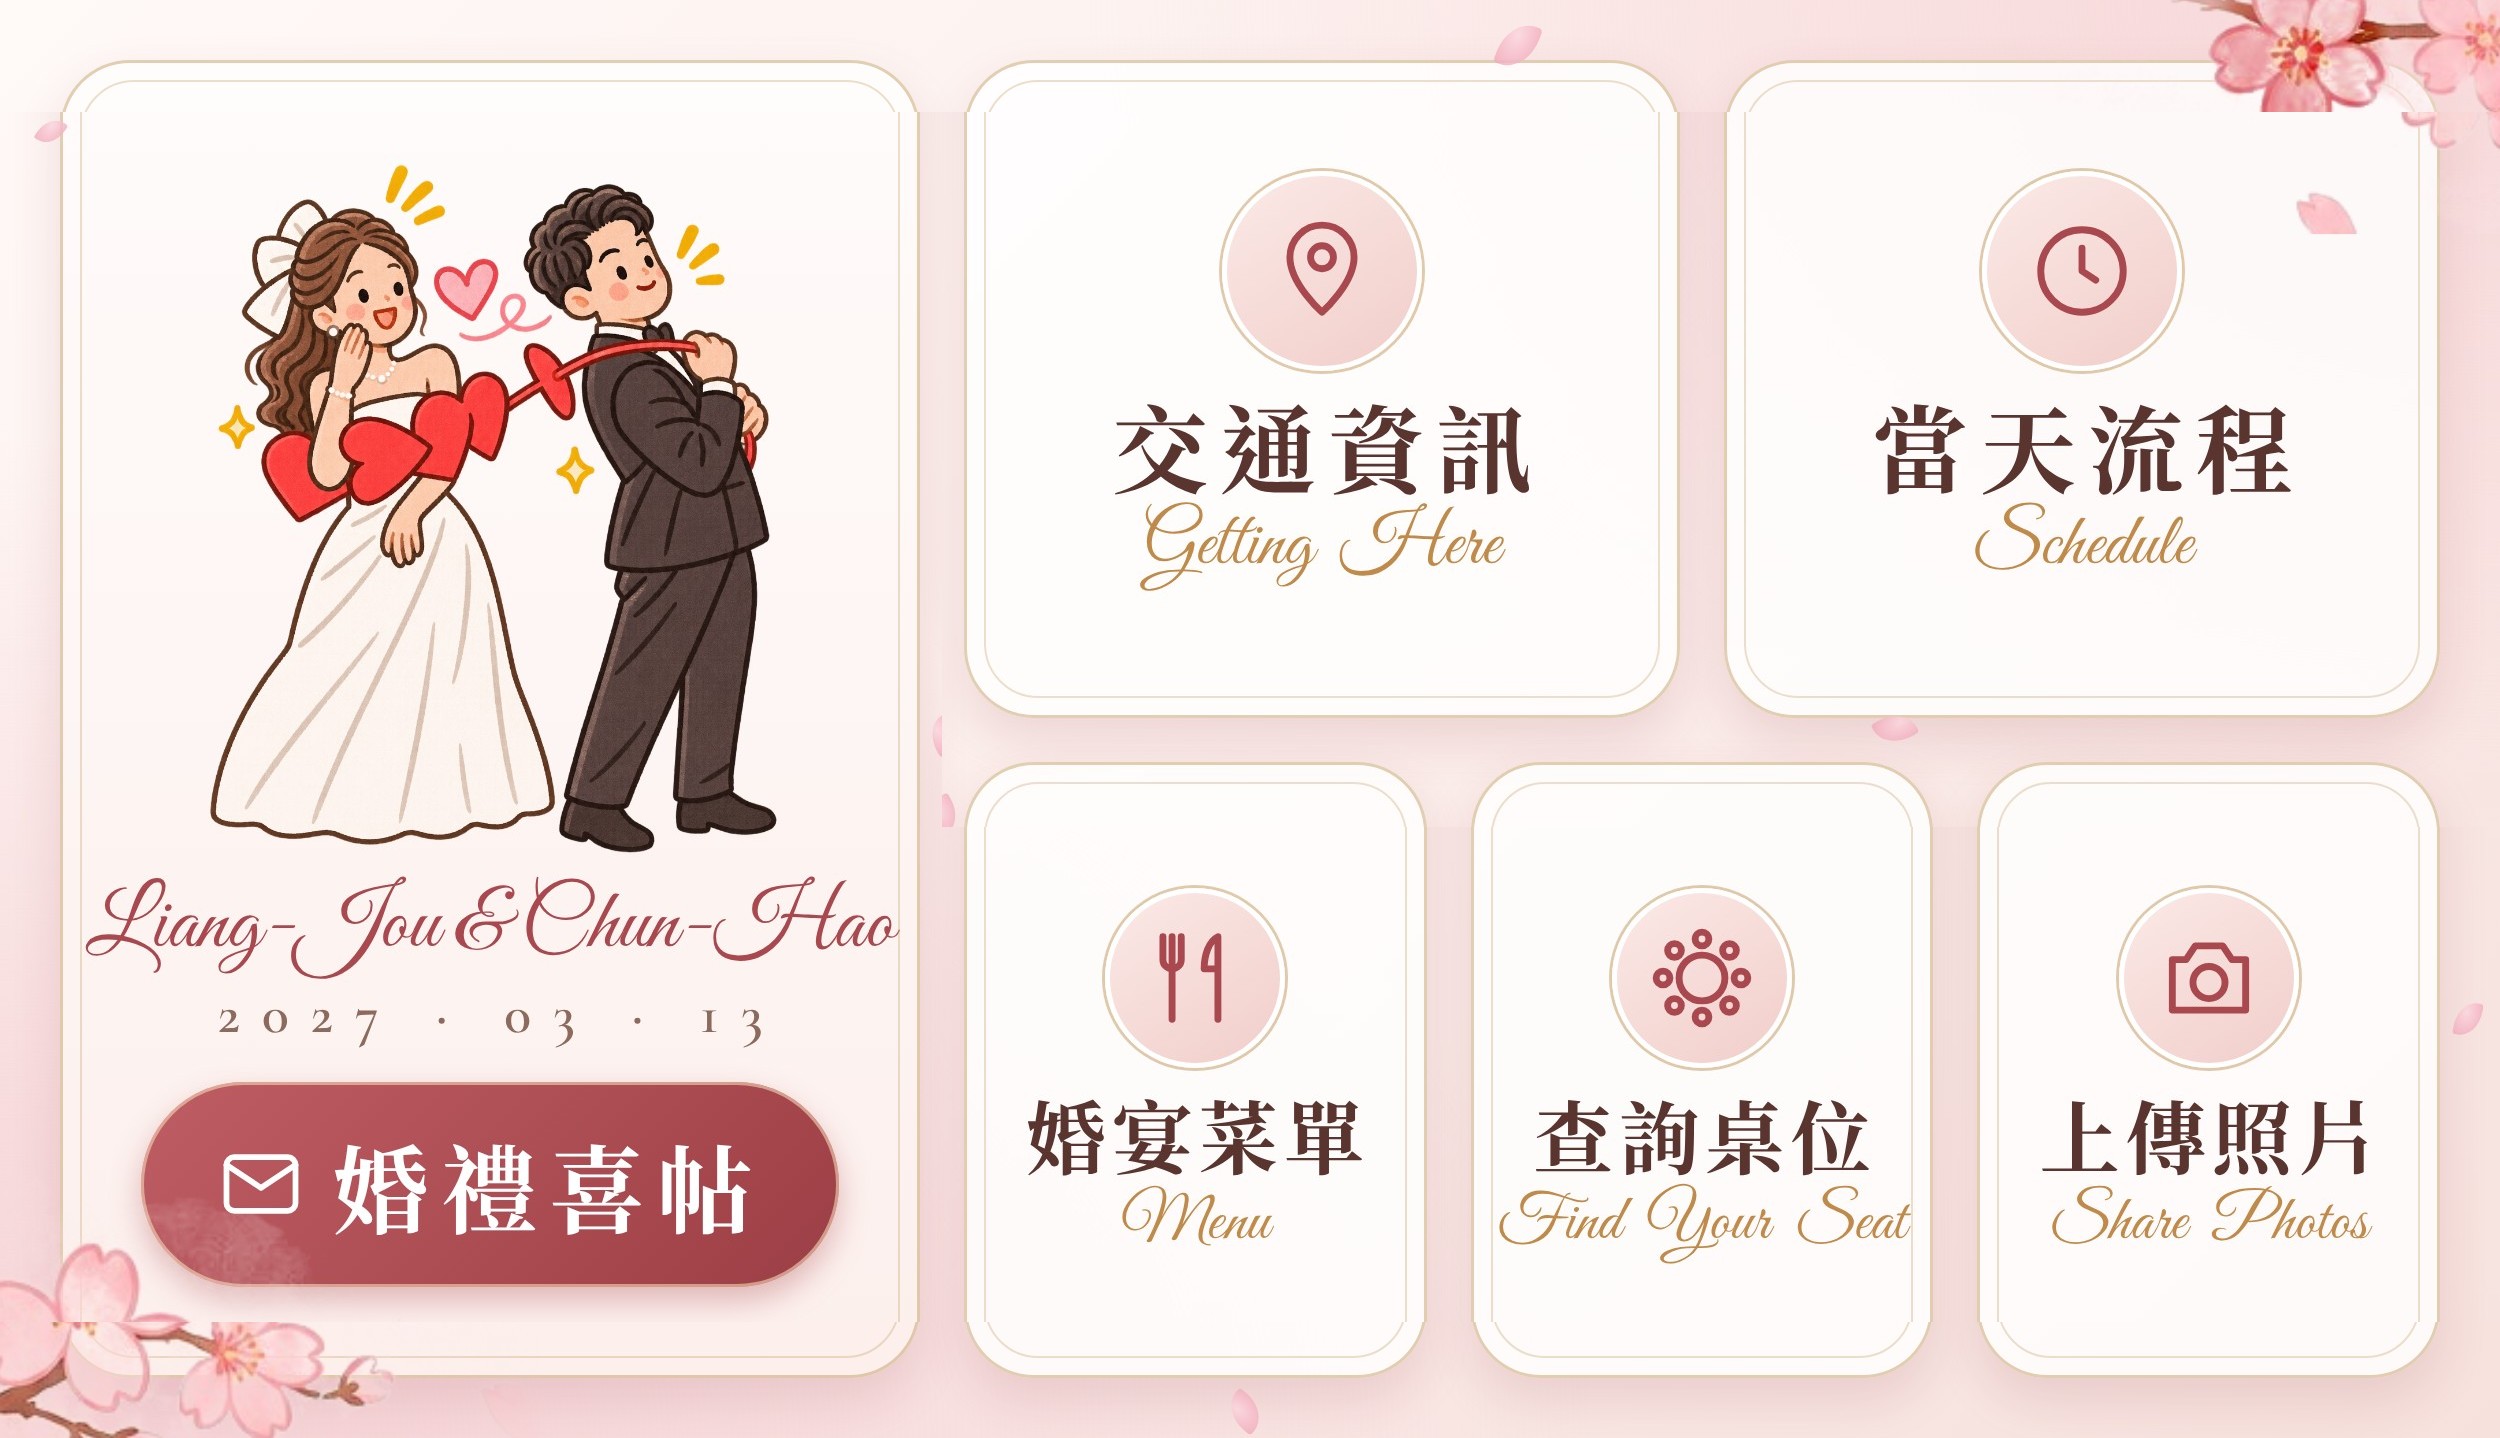 Liang-Jou & Chun-Hao
2027 · 03 · 13
婚禮喜帖
交通資訊
Getting Here
當天流程
Schedule
婚宴菜單
Menu
查詢桌位
Find Your Seat
上傳照片
Share Photos